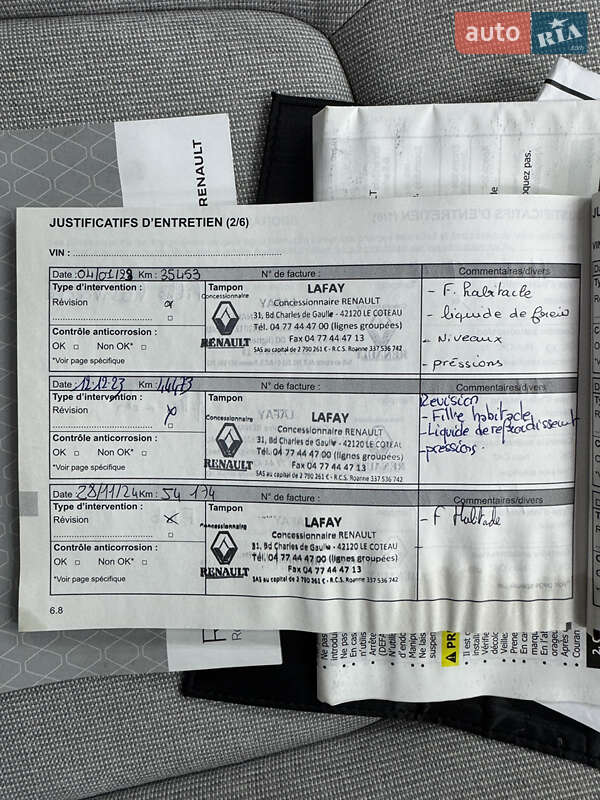 auto RIA
.com
RENAULT
oquez pas.
JUSTIFICATIFS D'ENTRETIEN (2/6)
VIN :
Date : 04/01/23 Km : 35453 N° de facture : Commentaires/divers
Type d'intervention :
Révision
Contrôle anticorrosion :
OK Non OK*
*Voir page spécifique
Tampon
Concessionnaire
RENAULT
LAFAY
Concessionnaire RENAULT
31, Bd Charles de Gaulle - 42120 LE COTEAU
Tél. 04 77 44 47 00 (lignes groupées)
Fax 04 77 44 47 13
SAS au capital de 2 790 261 € - R.C.S. Roanne 337 536 742
- F. habitacle
- liquide de frein
- Niveaux
- pressions
Date : 12.12.23 Km : 44473 N° de facture : Commentaires/divers
Type d'intervention :
Révision
Contrôle anticorrosion :
OK Non OK*
*Voir page spécifique
Tampon
Concessionnaire
RENAULT
LAFAY
Concessionnaire RENAULT
31, Bd Charles de Gaulle - 42120 LE COTEAU
Tél. 04 77 44 47 00 (lignes groupées)
Fax 04 77 44 47 13
SAS au capital de 2 790 261 € - R.C.S. Roanne 337 536 742
Revision
- Filtre habitacle
- Liquide de refroidissement
- pressions.
Date : 28/11/24 Km : 54 174 N° de facture : Commentaires/divers
Type d'intervention :
Révision
Contrôle anticorrosion :
OK Non OK*
*Voir page spécifique
Tampon
Concessionnaire
RENAULT
LAFAY
Concessionnaire RENAULT
31, Bd Charles de Gaulle - 42120 LE COTEAU
Tél. 04 77 44 47 00 (lignes groupées)
Fax 04 77 44 47 13
SAS au capital de 2 790 261 € - R.C.S. Roanne 337 536 742
- F Habitacle
6.8